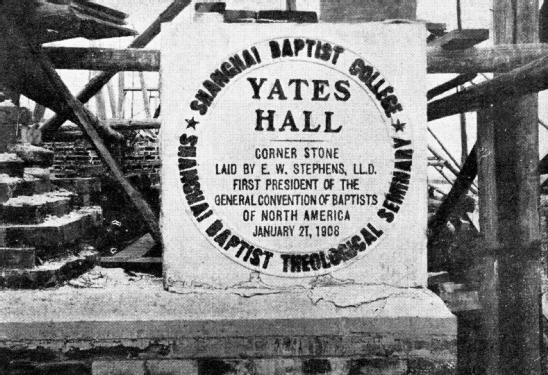 SHANGHAI BAPTIST COLLEGE
YATES
HALL
CORNER STONE
LAID BY E. W. STEPHENS, LL.D.
FIRST PRESIDENT OF THE
GENERAL CONVENTION OF BAPTISTS
OF NORTH AMERICA
JANUARY 27, 1908
SHANGHAI BAPTIST THEOLOGICAL SEMINARY